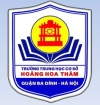 TRƯỜNG TRUNG HỌC CƠ SỞ
HOÀNG HOA THÁM
QUẬN BA ĐÌNH - HÀ NỘI